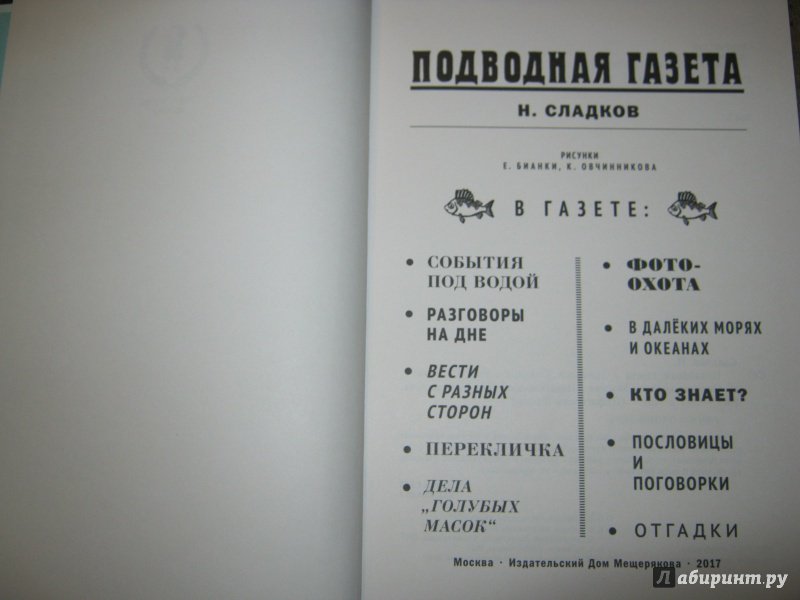 ПОДВОДНАЯ ГАЗЕТА
Н. СЛАДКОВ
РИСУНКИ
Е. БИАНКИ, К. ОВЧИННИКОВА
В ГАЗЕТЕ:
• СОБЫТИЯ
ПОД ВОДОЙ
• РАЗГОВОРЫ
НА ДНЕ
• ВЕСТИ
С РАЗНЫХ
СТОРОН
• ПЕРЕКЛИЧКА
• ДЕЛА
„ГОЛУБЫХ
МАСОК“
• ФОТО-
ОХОТА
• В ДАЛЁКИХ МОРЯХ
И ОКЕАНАХ
• КТО ЗНАЕТ?
• ПОСЛОВИЦЫ
И
ПОГОВОРКИ
• ОТГАДКИ
Москва • Издательский Дом Мещерякова • 2017
Лабиринт.ру